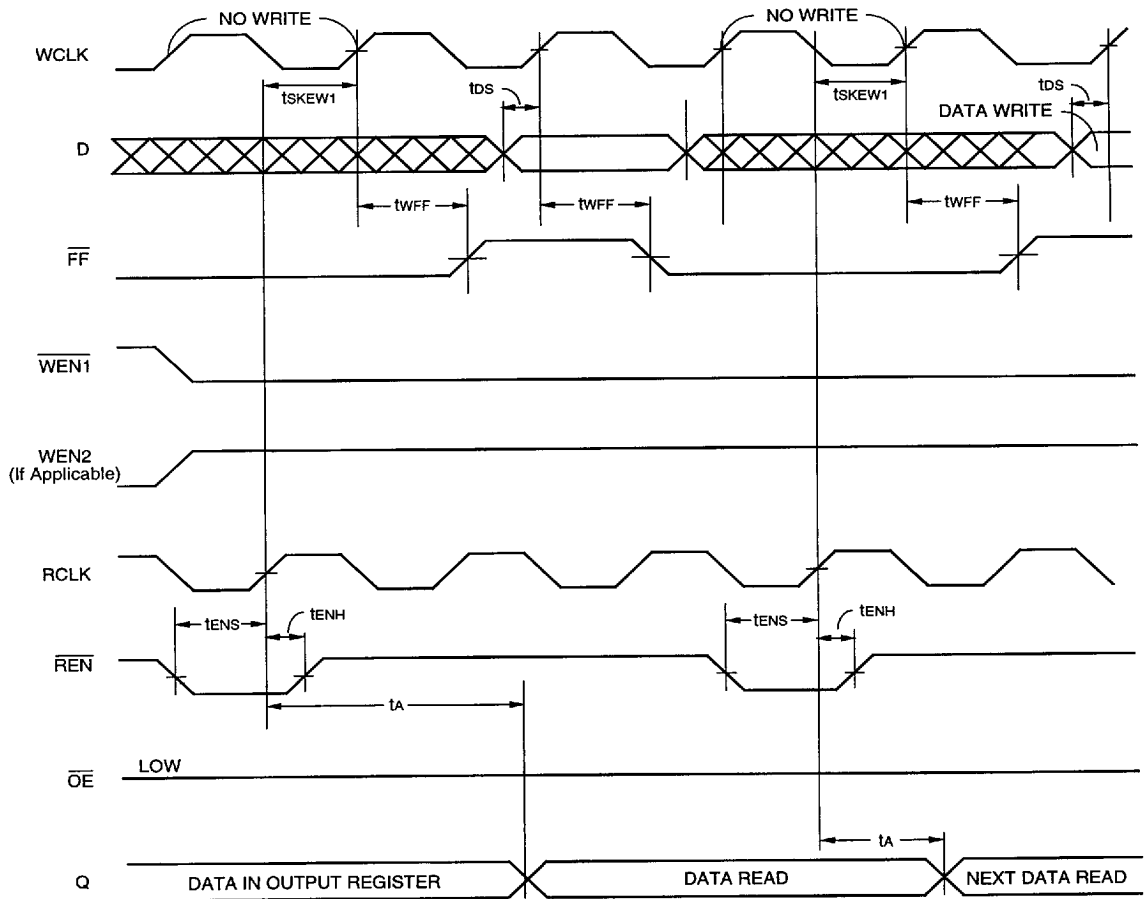 NO WRITE
NO WRITE
WCLK
tSKEW1
tDS
tSKEW1
tDS
DATA WRITE
D
tWFF
tWFF
tWFF
FF
WEN1
WEN2
(If Applicable)
RCLK
tENS
tENH
tENS
tENH
REN
tA
LOW
OE
tA
Q
DATA IN OUTPUT REGISTER
DATA READ
NEXT DATA READ